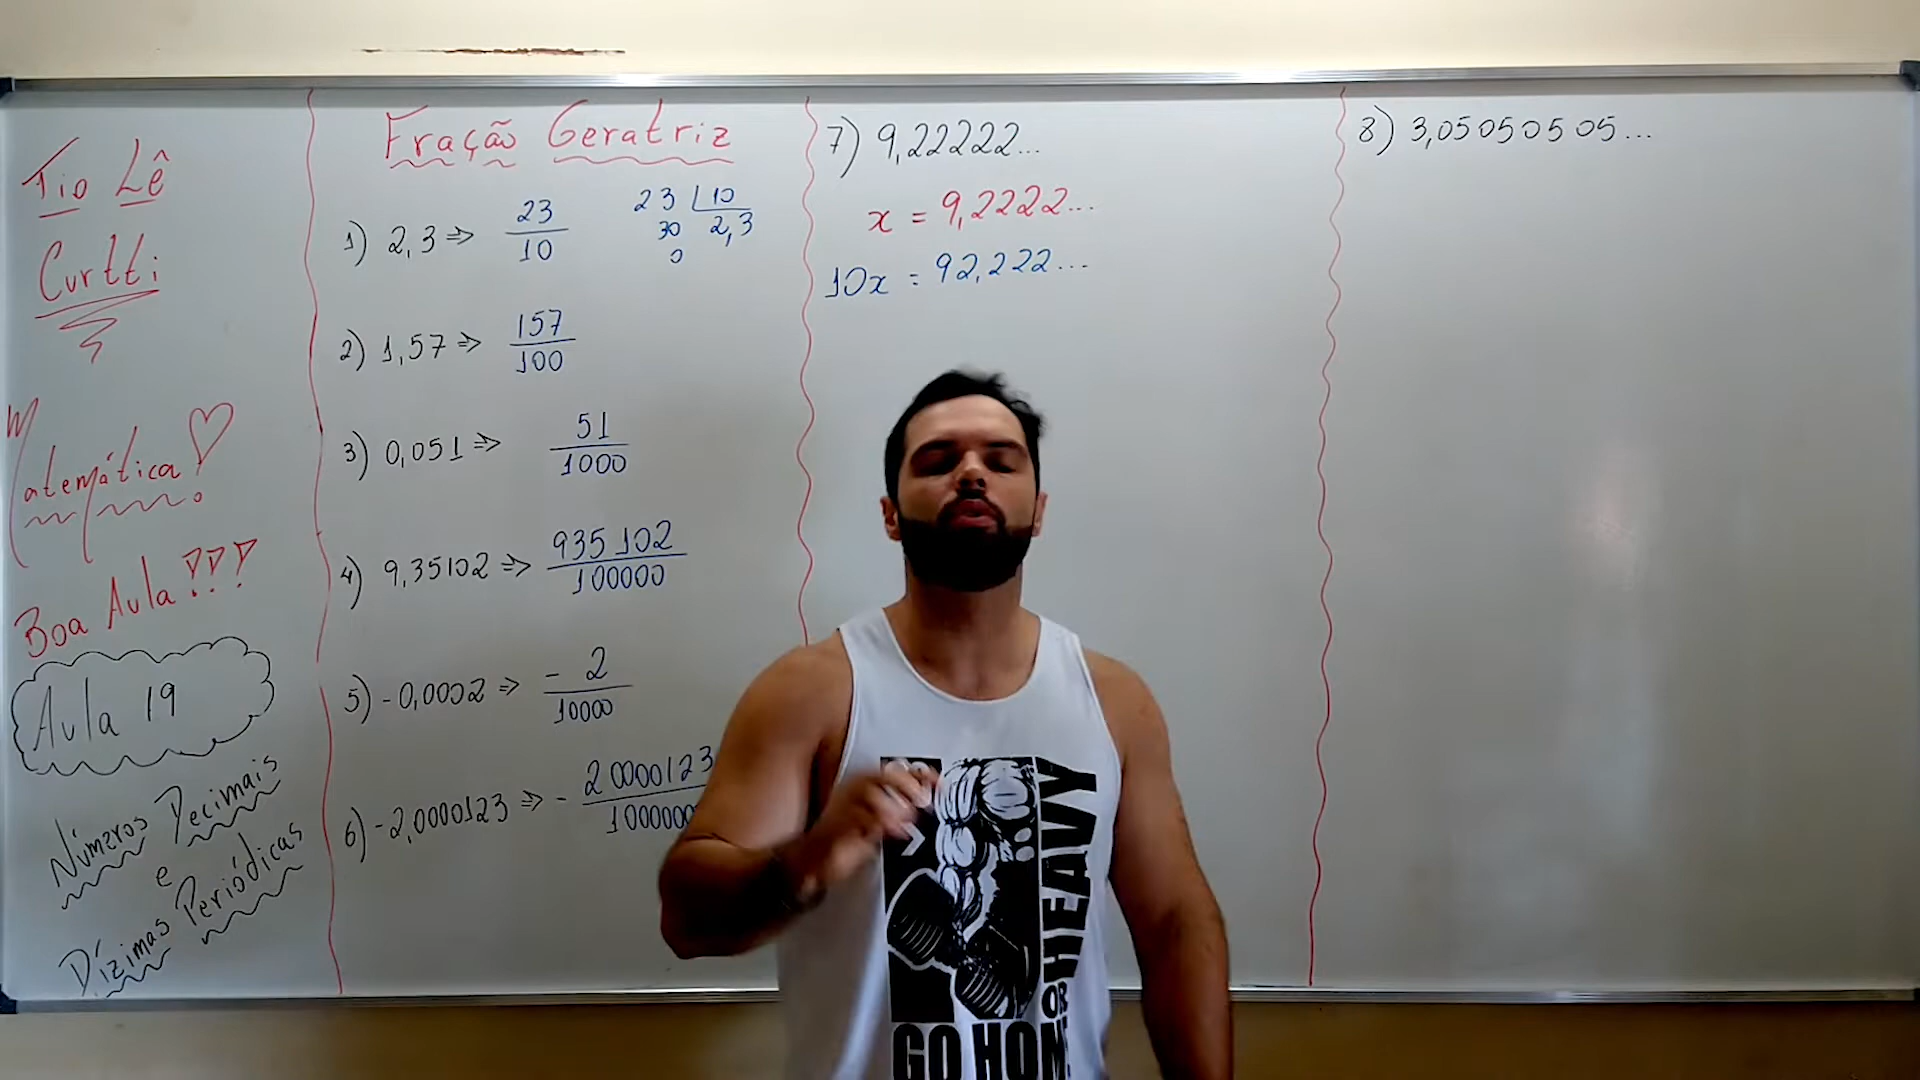 Tio Lê
Curtti
Matemática
Boa Aula!!!
Aula 19
Números Decimais
e
Dízimas Periódicas
Fração Geratriz
1) 2,3 ⇒ 23/10
23 | 10
30 2,3
0
2) 1,57 ⇒ 157/100
3) 0,051 ⇒ 51/1000
4) 9,35102 ⇒ 935102/100000
5) -0,0002 ⇒ -2/10000
6) -2,0000123 ⇒ -20000123/1000000
7) 9,22222...
x = 9,2222...
10x = 92,222...
8) 3,05050505...
HEAVY
OR
GO HOM